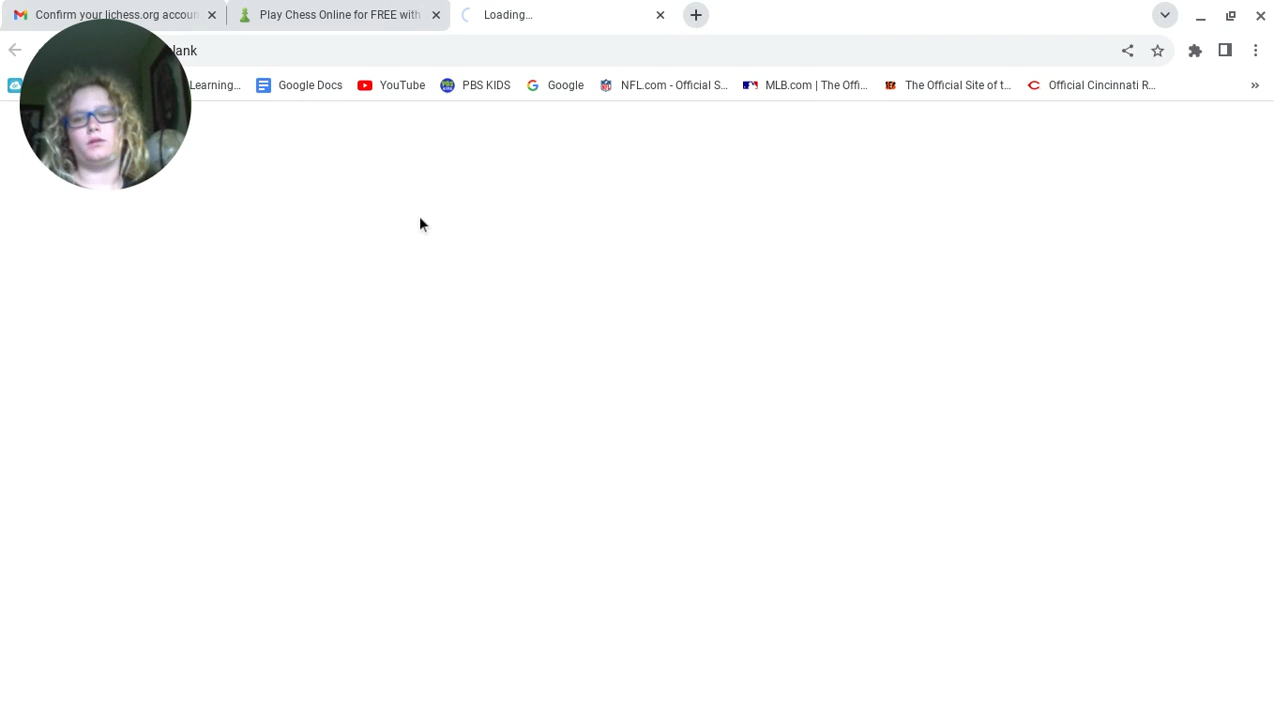 Confirm your lichess.org accoun
Play Chess Online for FREE with
Loading...
lank
Learning...
Google Docs
YouTube
PBS KIDS
Google
NFL.com - Official S...
MLB.com | The Offi...
The Official Site of t...
Official Cincinnati R...